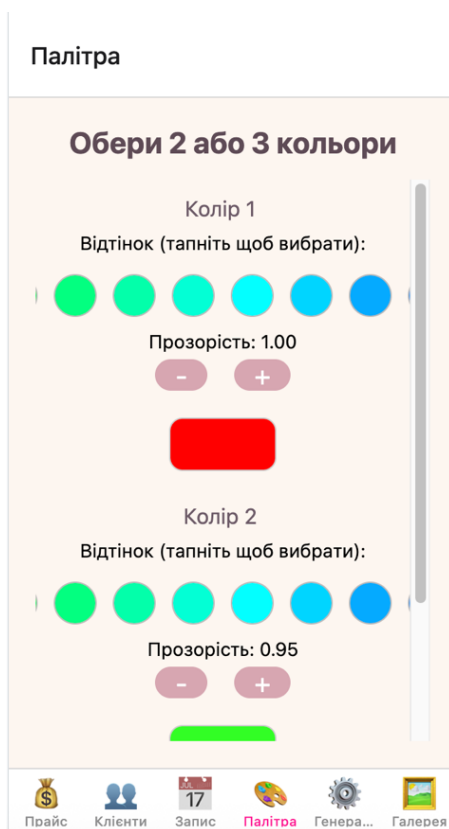 Палітра
Обери 2 або 3 кольори
Колір 1
Відтінок (тапніть щоб вибрати):
Прозорість: 1.00
- +
Колір 2
Відтінок (тапніть щоб вибрати):
Прозорість: 0.95
- +
JUL
17
Прайс Клієнти Запис Палітра Генера... Галерея